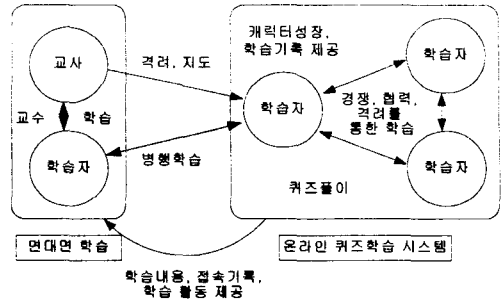 교사
교수
학습
학습자
면대면 학습
격려, 지도
병행학습
캐릭터성장,
학습기록 제공
학습자
학습자
경쟁, 협력,
격려를
통한 학습
학습자
퀴즈풀이
온라인 퀴즈학습 시스템
학습내용, 접속기록,
학습 활동 제공